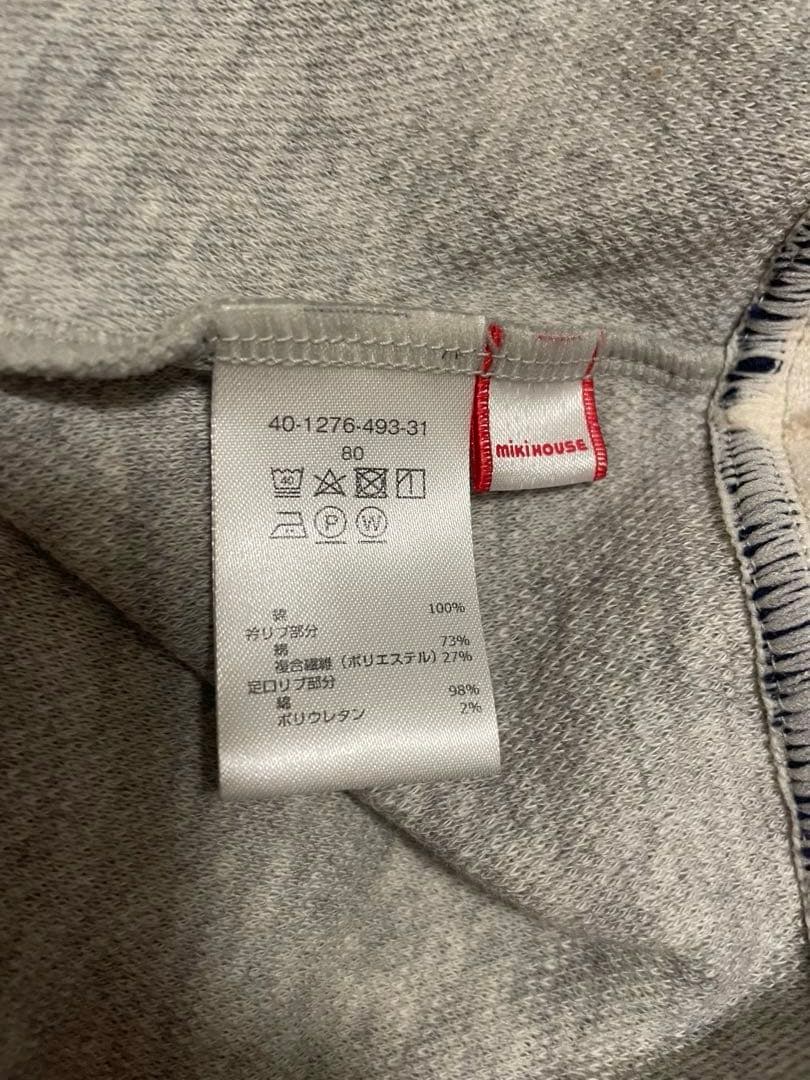 40-1276-493-31
80
40
P W
綿 100%
衿リブ部分
綿 73%
複合繊維(ポリエステル) 27%
足口リブ部分
綿 98%
ポリウレタン 2%
mikiHOUSE